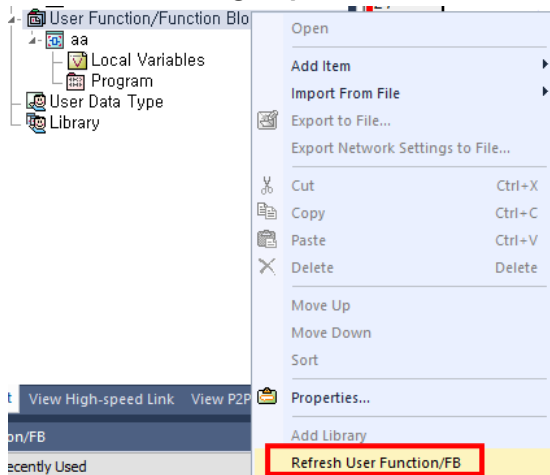 User Function/Function Blo
aa
Local Variables
Program
User Data Type
Library
Open
Add Item
Import From File
Export to File...
Export Network Settings to File...
Cut Ctrl+X
Copy Ctrl+C
Paste Ctrl+V
Delete Delete
Move Up
Move Down
Sort
Properties...
Add Library
Refresh User Function/FB
t View High-speed Link View P2P
on/FB
ecently Used